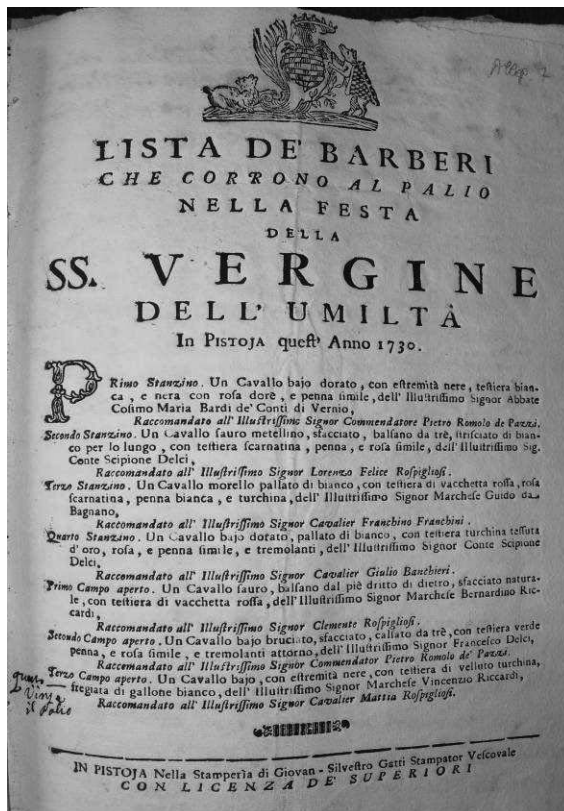 LISTA DE' BARBERI
CHE CORRONO AL PALIO
NELLA FESTA
DELLA
SS. VERGINE
DELL' UMILTÀ
In PISTOJA quest' Anno 1730.
PRimo Stanzino. Un Cavallo bajo dorato, con estremità nere, testiera bian-
ca, e nera con rosa dorè, e penna simile, dell' Illustrissimo Signor Abbate
Cosimo Maria Bardi de' Conti di Vernio,
Raccomandato all' Illustrissimo Signor Commendatore Pietro Romolo de Pazzi.
Secondo Stanzino. Un Cavallo sauro metellino, sfacciato, balsano da trè, strisciato di bian-
co per lo lungo, con testiera scarnatina, penna, e rosa simile, dell' Illustrissimo Sig.
Conte Scipione Delci,
Raccomandato all' Illustrissimo Signor Lorenzo Felice Rospigliosi.
Terzo Stanzino. Un Cavallo morello pallato di bianco, con testiera di vacchetta rossa, rosa
scarnatina, penna bianca, e turchina, dell' Illustrissimo Signor Marchese Guido da
Bagnano,
Raccomandato all' Illustrissimo Signor Cavalier Franchino Franchini.
Quarto Stanzino. Un Cavallo bajo dorato, pallato di bianco, con testiera turchina tessuta
d' oro, rosa, e penna simile, e tremolanti, dell' Illustrissimo Signor Conte Scipione
Delci,
Raccomandato all' Illustrissimo Signor Cavalier Giulio Banchieri.
Primo Campo aperto. Un Cavallo sauro, balsano dal piè dritto di dietro, sfacciato natura-
le, con testiera di vacchetta rossa, dell' Illustrissimo Signor Marchese Bernardino Ric-
cardi,
Raccomandato all' Illustrissimo Signor Clemente Rospigliosi.
Secondo Campo aperto. Un Cavallo bajo bruciato, sfacciato, calsato da trè, con testiera verde
penna, e rosa simile, e tremolanti attorno, dell' Illustrissimo Signor Francesco Delci,
Raccomandato all' Illustrissimo Signor Commendator Pietro Romolo de' Pazzi.
Terzo Campo aperto. Un Cavallo bajo, con estremità nere, con testiera di velluto turchina,
fregiata di gallone bianco, dell' Illustrissimo Signor Marchese Vincenzio Riccardi,
Raccomandato all' Illustrissimo Signor Cavalier Mattia Rospigliosi.
il Palio
IN PISTOJA Nella Stamperìa di Giovan-Silvestro Gatti Stampator Vescovale
CON LICENZA DE' SUPERIORI